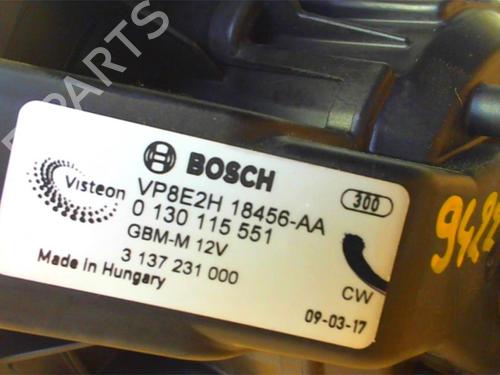 PARTS
BOSCH
Visteon
VP8E2H 18456-AA
300
0 130 115 551
GBM-M 12V
3 137 231 000
Made in Hungary
CW
09-03-17